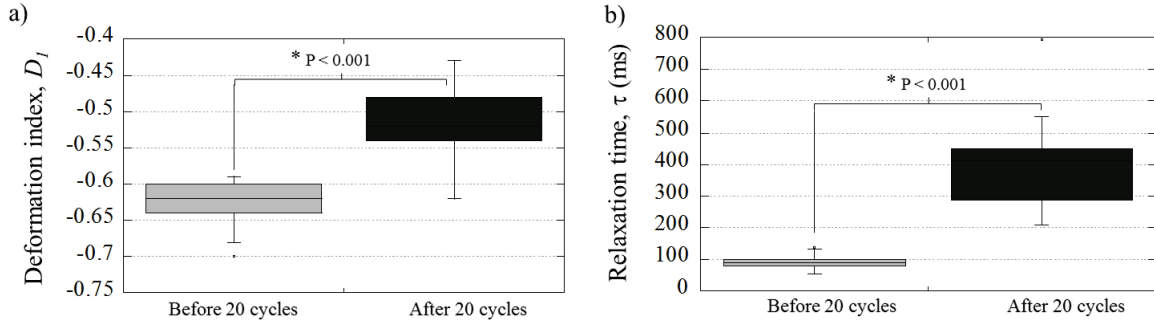 a)
Deformation index, D₁
-0.4
-0.45
-0.5
-0.55
-0.6
-0.65
-0.7
-0.75
* P < 0.001
Before 20 cycles
After 20 cycles
b)
Relaxation time, τ (ms)
800
700
600
500
400
300
200
100
0
* P < 0.001
Before 20 cycles
After 20 cycles